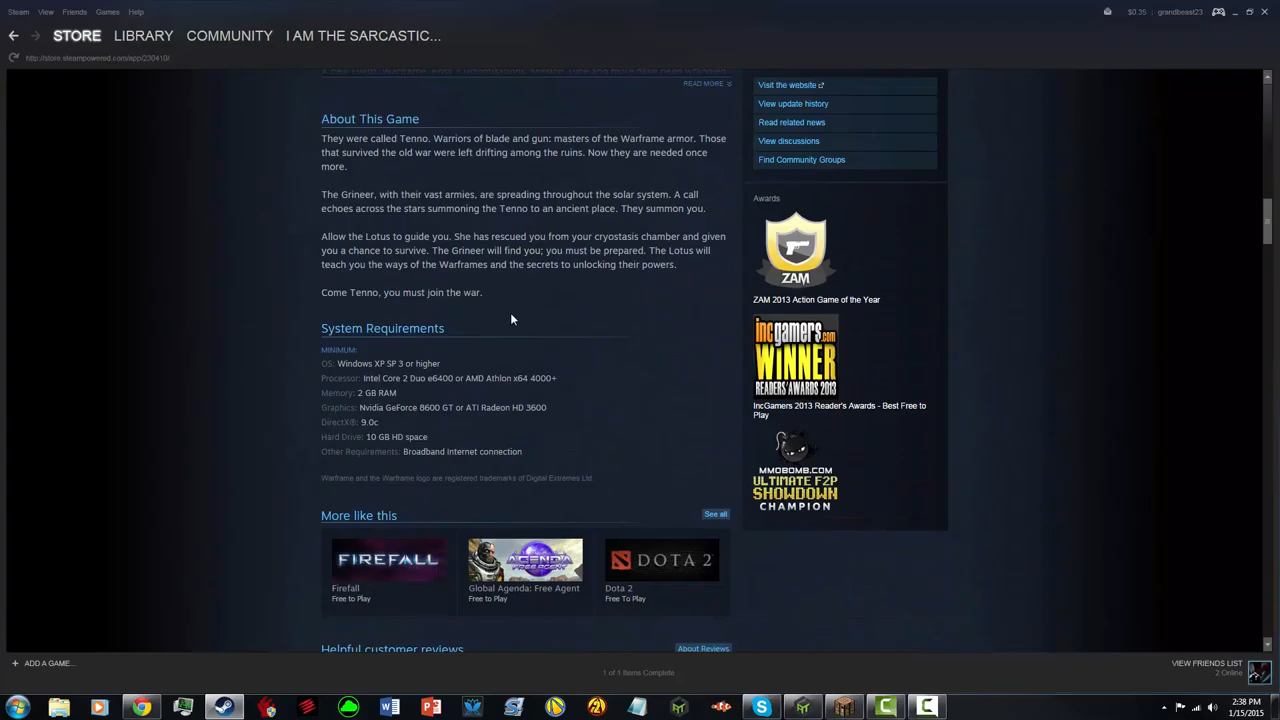 Steam View Friends Games
$0.35 grandbeast23
STORE LIBRARY COMMUNITY I AM THE SARCASTIC...
http://store.steampowered.com/app/230410/
READ MORE
About This Game
They were called Tenno. Warriors of blade and gun: masters of the Warframe armor. Those
that survived the old war were left drifting among the ruins. Now they are needed once
more.
The Grineer, with their vast armies, are spreading throughout the solar system. A call
echoes across the stars summoning the Tenno to an ancient place. They summon you.
Allow the Lotus to guide you. She has rescued you from your cryostasis chamber and given
you a chance to survive. The Grineer will find you; you must be prepared. The Lotus will
teach you the ways of the Warframes and the secrets to unlocking their powers.
Come Tenno, you must join the war.
System Requirements
MINIMUM:
OS: Windows XP SP 3 or higher
Processor: Intel Core 2 Duo e6400 or AMD Athlon x64 4000+
Memory: 2 GB RAM
Graphics: Nvidia GeForce 8600 GT or ATI Radeon HD 3600
DirectX®: 9.0c
Hard Drive: 10 GB HD space
Other Requirements: Broadband Internet connection
Warframe and the Warframe logo are registered trademarks of Digital Extremes Ltd
More like this
See all
FIREFALL
Firefall
Free to Play
AGENDA
FREE AGENT
Global Agenda: Free Agent
Free to Play
DOTA 2
Dota 2
Free To Play
Helpful customer reviews
About Reviews
Visit the website
View update history
Read related news
View discussions
Find Community Groups
Awards
ZAM
ZAM 2013 Action Game of the Year
incgamers.com
WINNER
READERS' AWARDS 2013
IncGamers 2013 Reader's Awards - Best Free to
Play
MMOBOMB.COM
ULTIMATE F2P
SHOWDOWN
CHAMPION
+ ADD A GAME...
1 of 1 Items Complete
VIEW FRIENDS LIST
2 Online
2:38 PM
1/15/2015